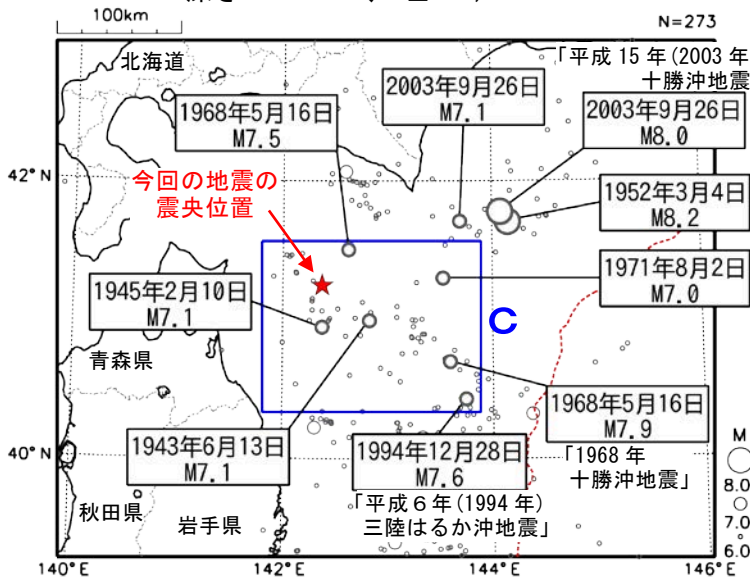 100km
N=273
北海道
「平成 15 年(2003 年
十勝沖地震
2003年9月26日
M7.1
1968年5月16日
M7.5
2003年9月26日
M8.0
42°N
今回の地震の
震央位置
1952年3月4日
M8.2
1971年8月2日
M7.0
1945年2月10日
M7.1
C
青森県
1968年5月16日
M7.9
「1968 年
十勝沖地震」
1943年6月13日
M7.1
1994年12月28日
M7.6
「平成６年(1994 年)
三陸はるか沖地震」
40°N
秋田県
岩手県
M
8.0
7.0
6.0
140°E
142°E
144°E
146°E